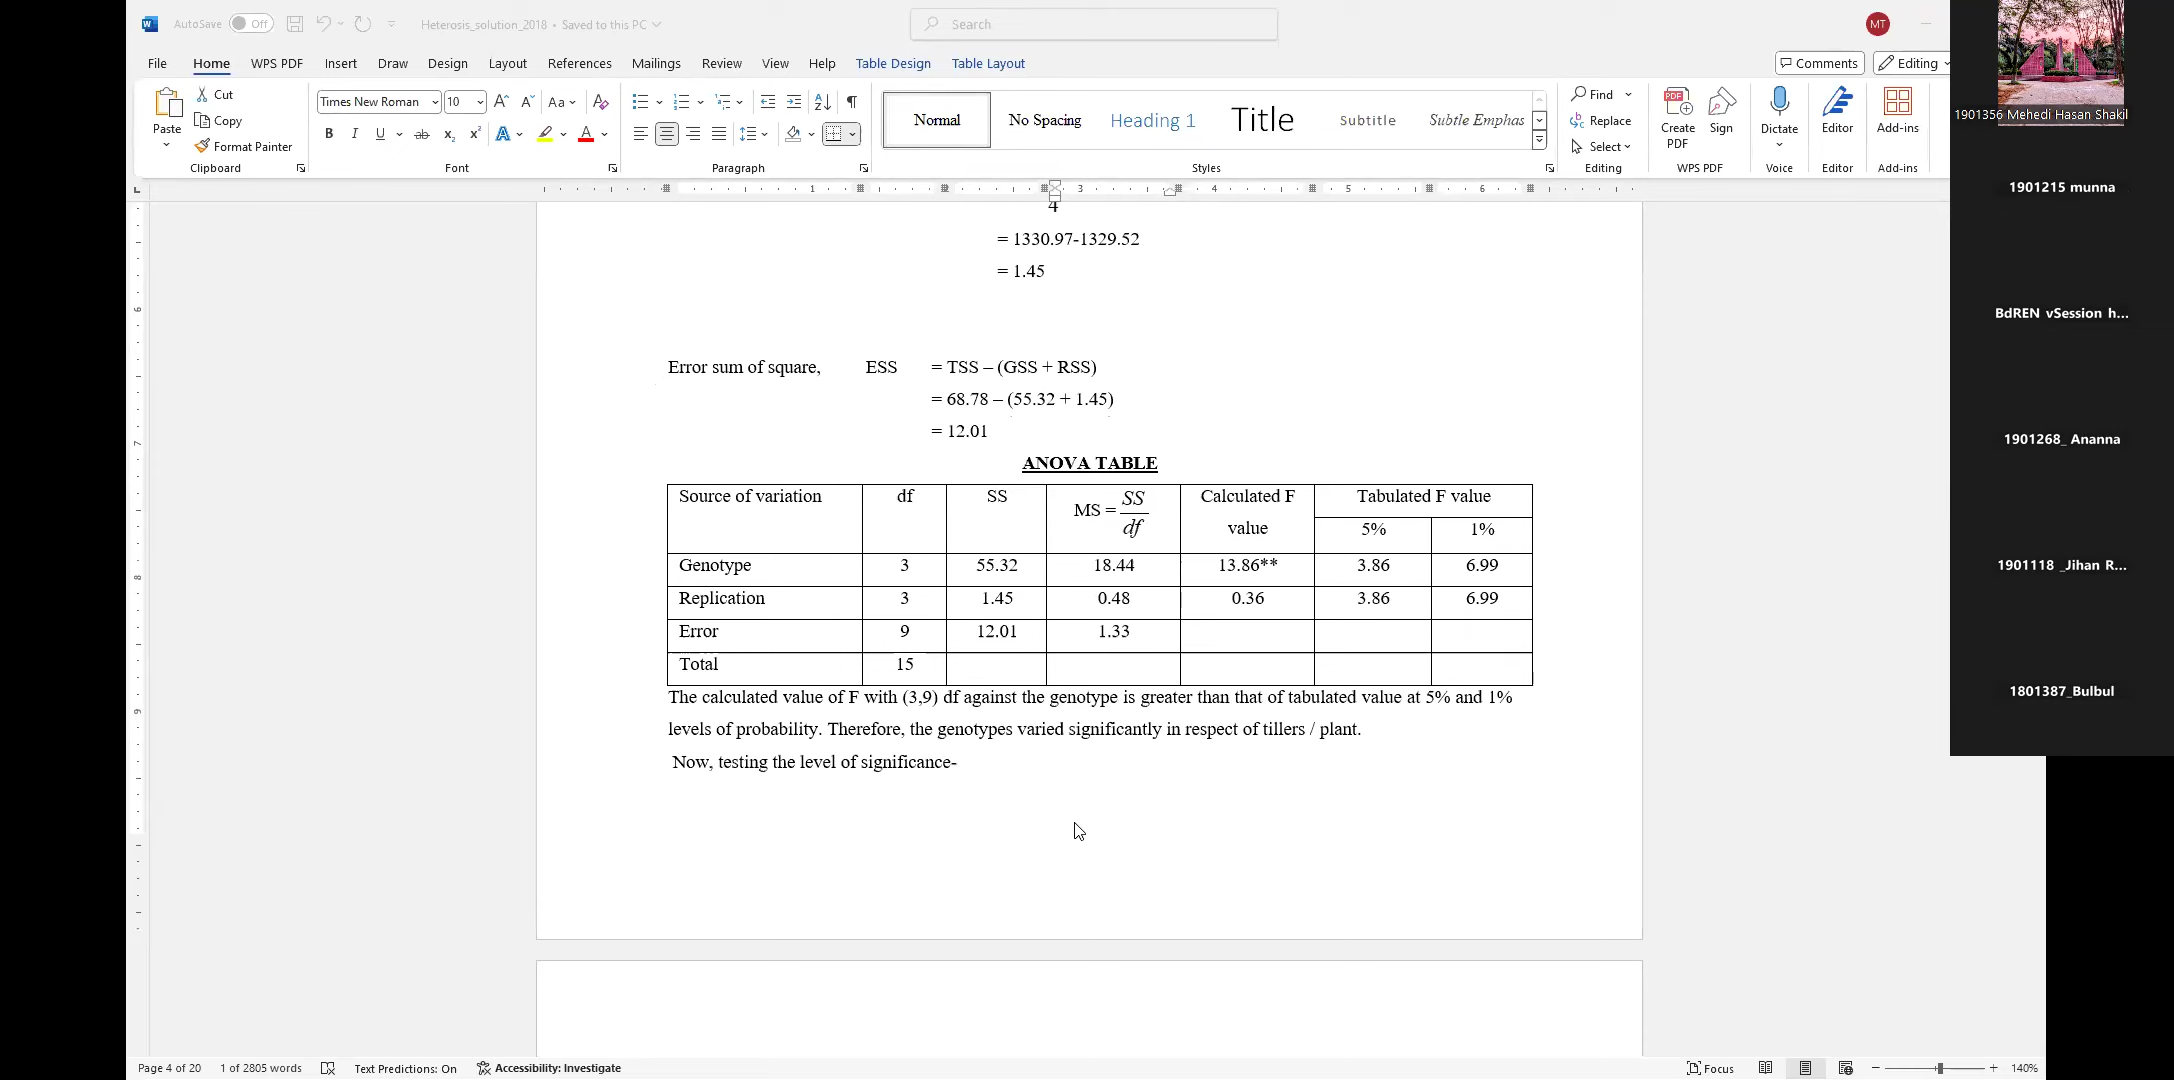 AutoSave Off Heterosis_solution_2018 • Saved to this PC Search MT
File Home WPS PDF Insert Draw Design Layout References Mailings Review View Help Table Design Table Layout Comments Editing
Paste Cut Copy Format Painter
Clipboard
Times New Roman 10
Font
Paragraph
Normal No Spacing Heading 1 Title Subtitle Subtle Emphas
Styles
Find
Replace
Select
Editing
Create PDF Sign
WPS PDF
Dictate
Voice
Editor
Editor
Add-ins
Add-ins
1 3 4 5 6
4
= 1330.97-1329.52
= 1.45
Error sum of square, ESS = TSS – (GSS + RSS)
= 68.78 – (55.32 + 1.45)
= 12.01
ANOVA TABLE
Source of variation df SS MS = SS/df Calculated F value Tabulated F value
5% 1%
Genotype 3 55.32 18.44 13.86** 3.86 6.99
Replication 3 1.45 0.48 0.36 3.86 6.99
Error 9 12.01 1.33
Total 15
The calculated value of F with (3,9) df against the genotype is greater than that of tabulated value at 5% and 1%
levels of probability. Therefore, the genotypes varied significantly in respect of tillers / plant.
Now, testing the level of significance-
Page 4 of 20 1 of 2805 words Text Predictions: On Accessibility: Investigate Focus 140%
1901356 Mehedi Hasan Shakil
1901215 munna
BdREN vSession h...
1901268_ Ananna
1901118 _Jihan R...
1801387_Bulbul